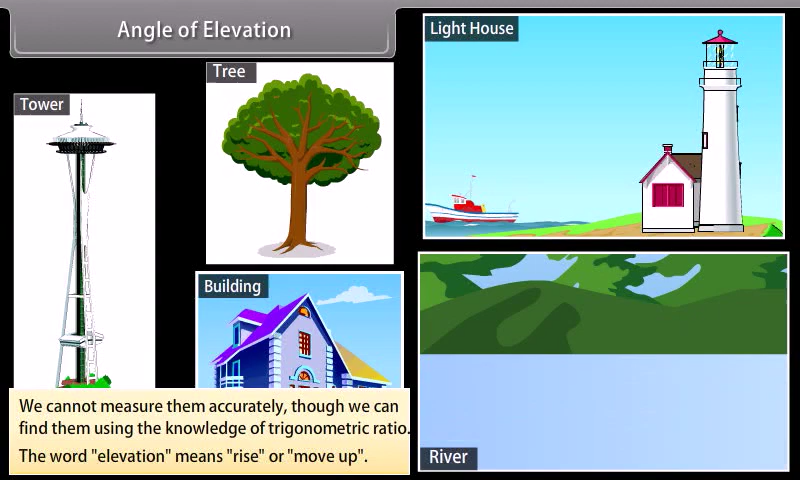 Angle of Elevation
Light House
Tree
Tower
Building
We cannot measure them accurately, though we can
find them using the knowledge of trigonometric ratio.
The word "elevation" means "rise" or "move up".
River